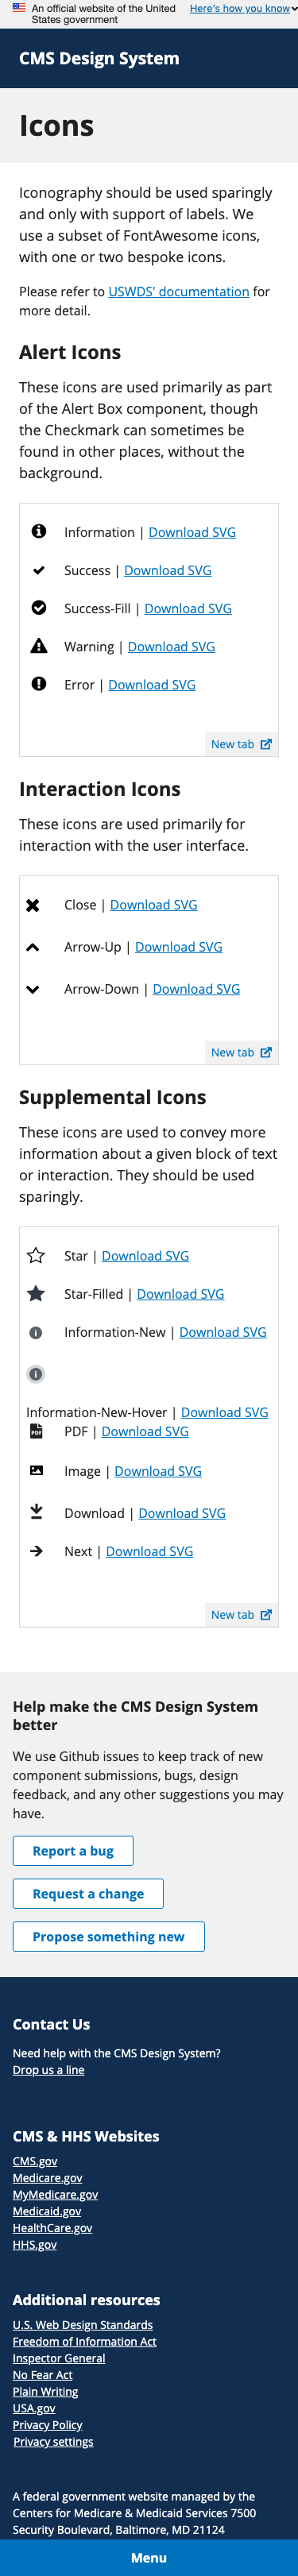 An official website of the United States government
Here's how you know
CMS Design System
Icons
Iconography should be used sparingly
and only with support of labels. We
use a subset of FontAwesome icons,
with one or two bespoke icons.
Please refer to USWDS' documentation for
more detail.
Alert Icons
These icons are used primarily as part
of the Alert Box component, though
the Checkmark can sometimes be
found in other places, without the
background.
Information | Download SVG
Success | Download SVG
Success-Fill | Download SVG
Warning | Download SVG
Error | Download SVG
New tab
Interaction Icons
These icons are used primarily for
interaction with the user interface.
Close | Download SVG
Arrow-Up | Download SVG
Arrow-Down | Download SVG
New tab
Supplemental Icons
These icons are used to convey more
information about a given block of text
or interaction. They should be used
sparingly.
Star | Download SVG
Star-Filled | Download SVG
Information-New | Download SVG
Information-New-Hover | Download SVG
PDF | Download SVG
Image | Download SVG
Download | Download SVG
Next | Download SVG
New tab
Help make the CMS Design System
better
We use Github issues to keep track of new
component submissions, bugs, design
feedback, and any other suggestions you may
have.
Report a bug
Request a change
Propose something new
Contact Us
Need help with the CMS Design System?
Drop us a line
CMS & HHS Websites
CMS.gov
Medicare.gov
MyMedicare.gov
Medicaid.gov
HealthCare.gov
HHS.gov
Additional resources
U.S. Web Design Standards
Freedom of Information Act
Inspector General
No Fear Act
Plain Writing
USA.gov
Privacy Policy
Privacy settings
A federal government website managed by the
Centers for Medicare & Medicaid Services 7500
Security Boulevard, Baltimore, MD 21124
Menu